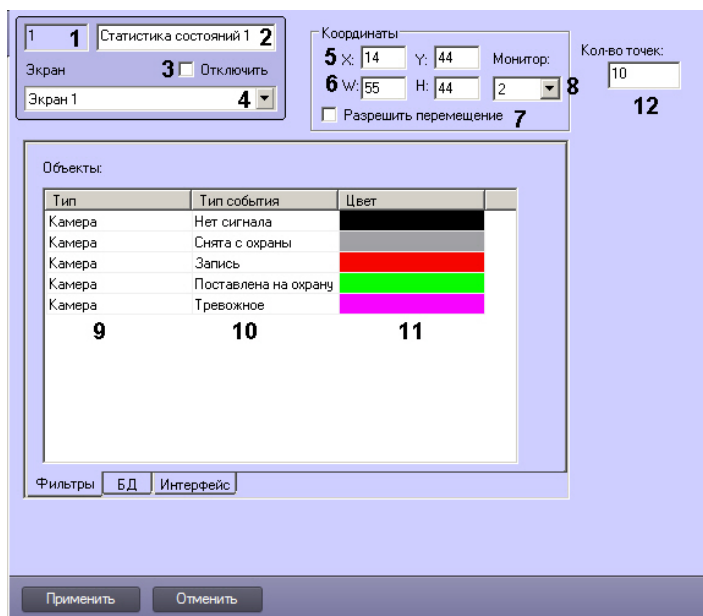 1 1 Статистика состояний 1 2
Экран 3 Отключить
Экран 1 4
Координаты
5 X: 14 Y: 44 Монитор:
6 W: 55 H: 44 2 8
Разрешить перемещение 7
Кол-во точек:
10
12
Объекты:
Тип Тип события Цвет
Камера Нет сигнала
Камера Снята с охраны
Камера Запись
Камера Поставлена на охрану
Камера Тревожное
9 10 11
Фильтры БД Интерфейс
Применить Отменить